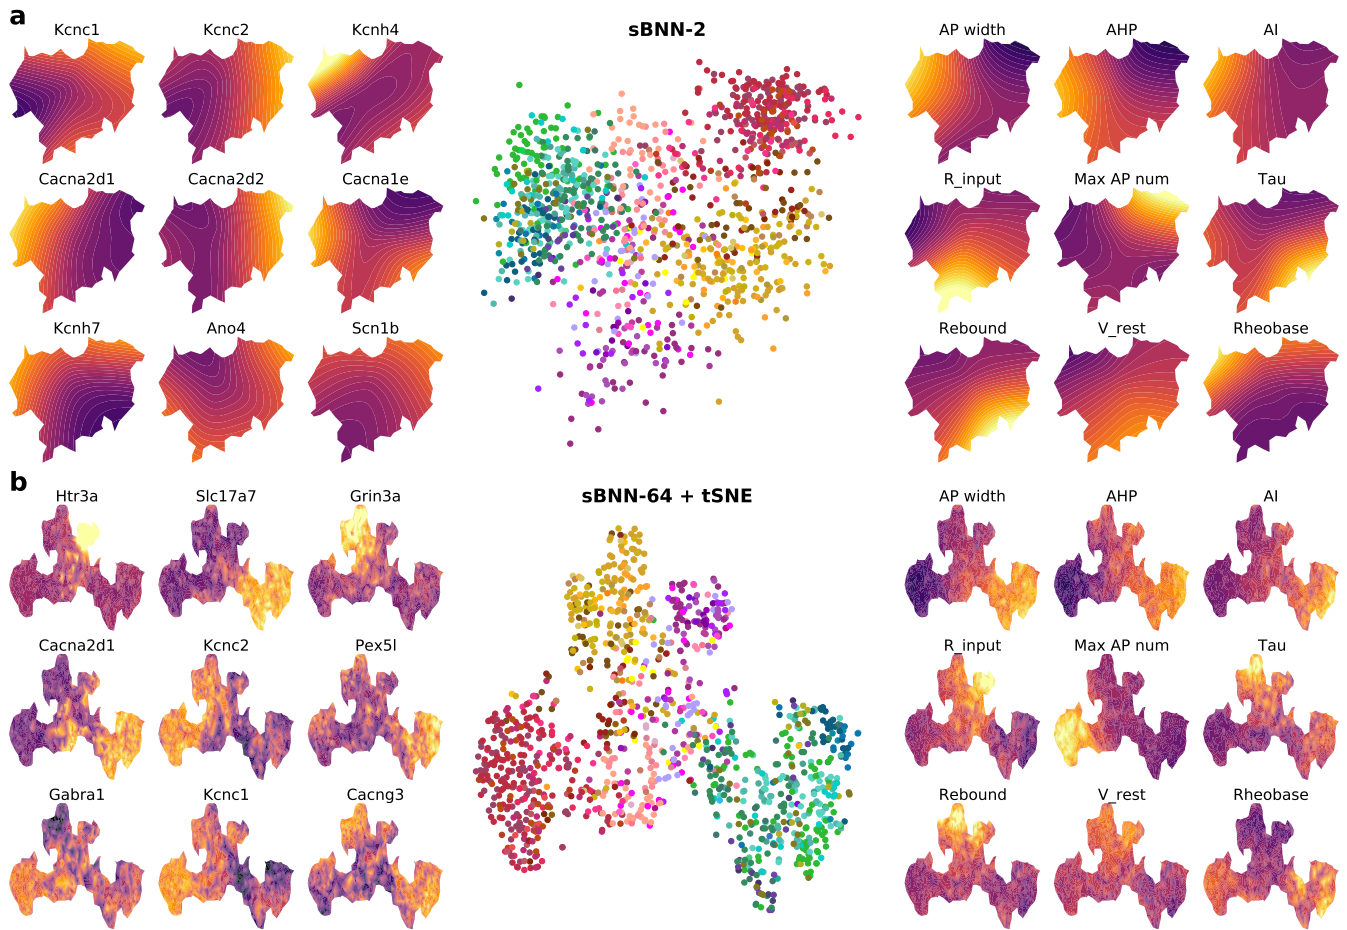 a
sBNN-2
Kcnc1 Kcnc2 Kcnh4
AP width AHP AI
Cacna2d1 Cacna2d2 Cacna1e
R_input Max AP num Tau
Kcnh7 Ano4 Scn1b
Rebound V_rest Rheobase
b
sBNN-64 + tSNE
Htr3a Slc17a7 Grin3a
AP width AHP AI
Cacna2d1 Kcnc2 Pex5l
R_input Max AP num Tau
Gabra1 Kcnc1 Cacng3
Rebound V_rest Rheobase